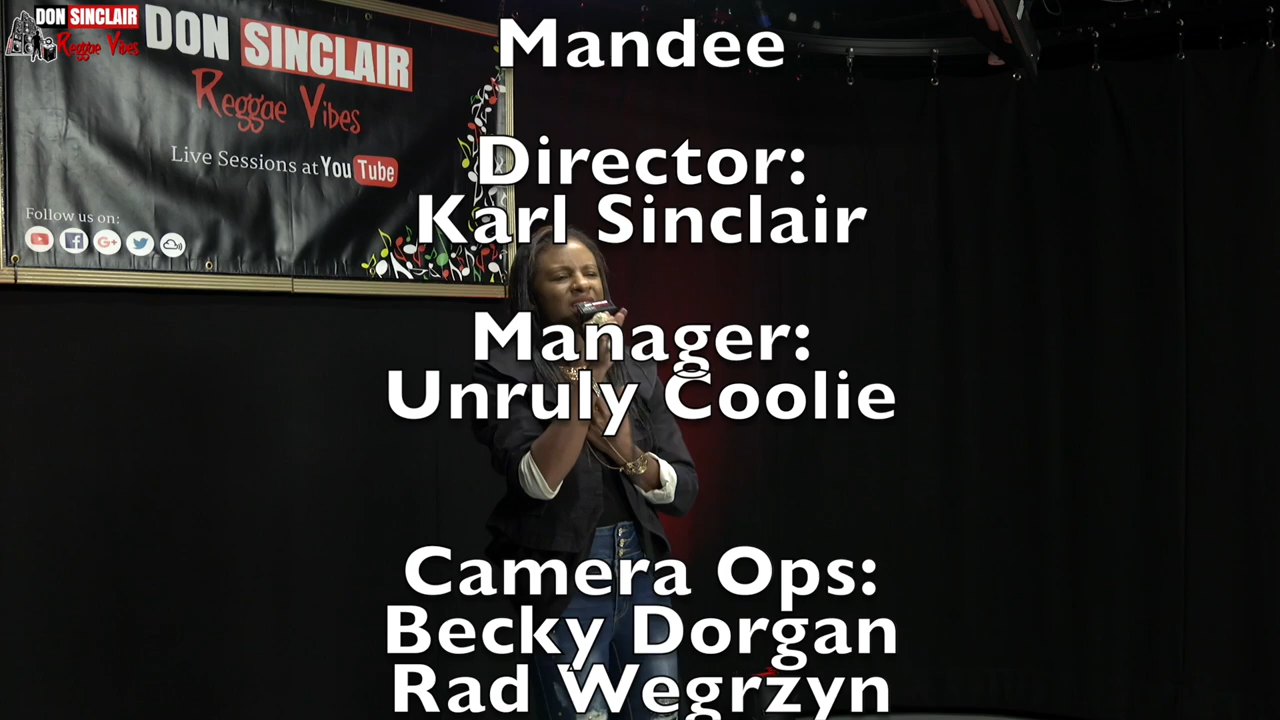 DON SINCLAIR
Reggae Vibes
DON SINCLAIR
Reggae Vibes
Live Sessions at YouTube
Follow us on:
Mandee
Director:
Karl Sinclair
Manager:
Unruly Coolie
Camera Ops:
Becky Dorgan
Rad Wegrzyn